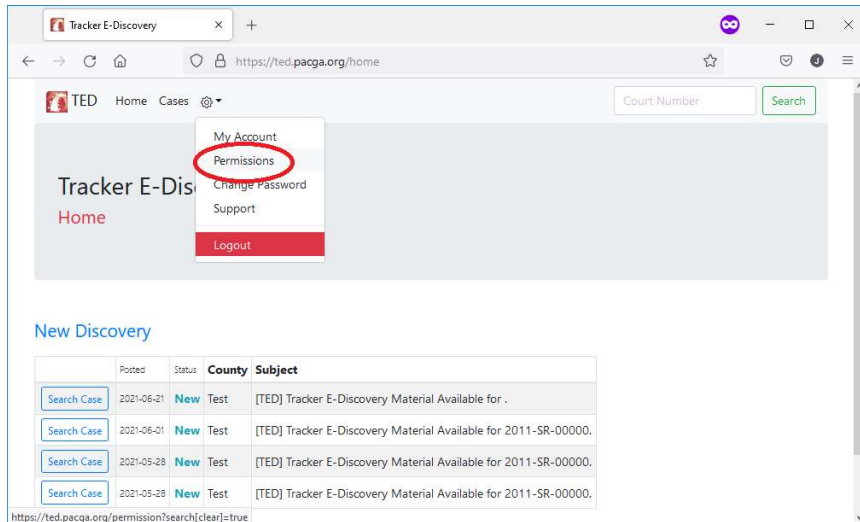 Tracker E-Discovery
https://ted.pacga.org/home
J
TED Home Cases
Court Number
Search
My Account
Permissions
Change Password
Support
Logout
Tracker E-Dis
Home
New Discovery
Posted Status County Subject
Search Case 2021-06-21 New Test [TED] Tracker E-Discovery Material Available for .
Search Case 2021-06-01 New Test [TED] Tracker E-Discovery Material Available for 2011-SR-00000.
Search Case 2021-05-28 New Test [TED] Tracker E-Discovery Material Available for 2011-SR-00000.
Search Case 2021-05-28 New Test [TED] Tracker E-Discovery Material Available for 2011-SR-00000.
https://ted.pacga.org/permission?search[clear]=true